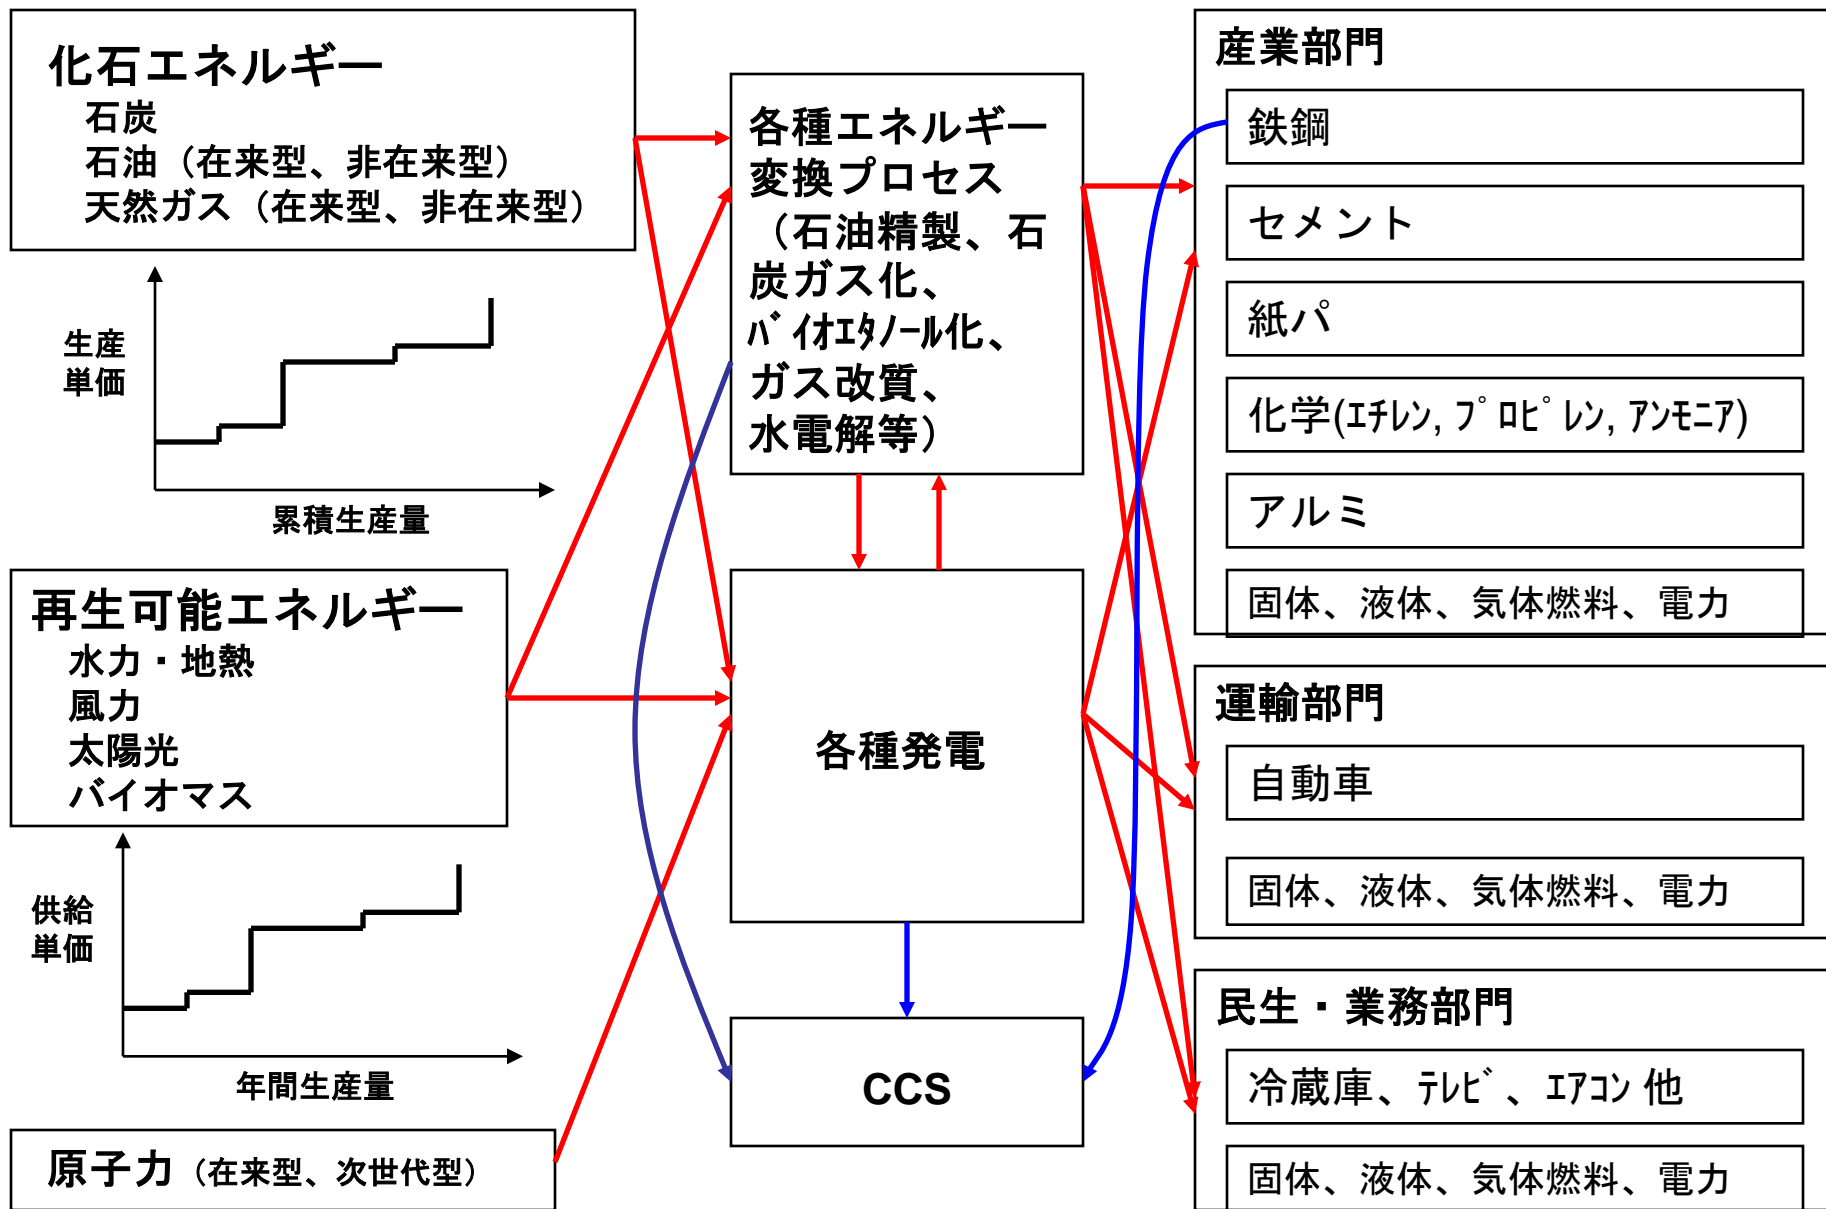 化石エネルギー
石炭
石油（在来型、非在来型）
天然ガス（在来型、非在来型）
生産
単価
累積生産量
再生可能エネルギー
水力・地熱
風力
太陽光
バイオマス
供給
単価
年間生産量
原子力（在来型、次世代型）
各種エネルギー
変換プロセス
（石油精製、石
炭ガス化、
ﾊﾞｲｵｴﾀﾉｰﾙ化、
ガス改質、
水電解等）
各種発電
CCS
産業部門
鉄鋼
セメント
紙パ
化学(ｴﾁﾚﾝ, ﾌﾟﾛﾋﾟﾚﾝ, ｱﾝﾓﾆｱ)
アルミ
固体、液体、気体燃料、電力
運輸部門
自動車
固体、液体、気体燃料、電力
民生・業務部門
冷蔵庫、ﾃﾚﾋﾞ、ｴｱｺﾝ他
固体、液体、気体燃料、電力